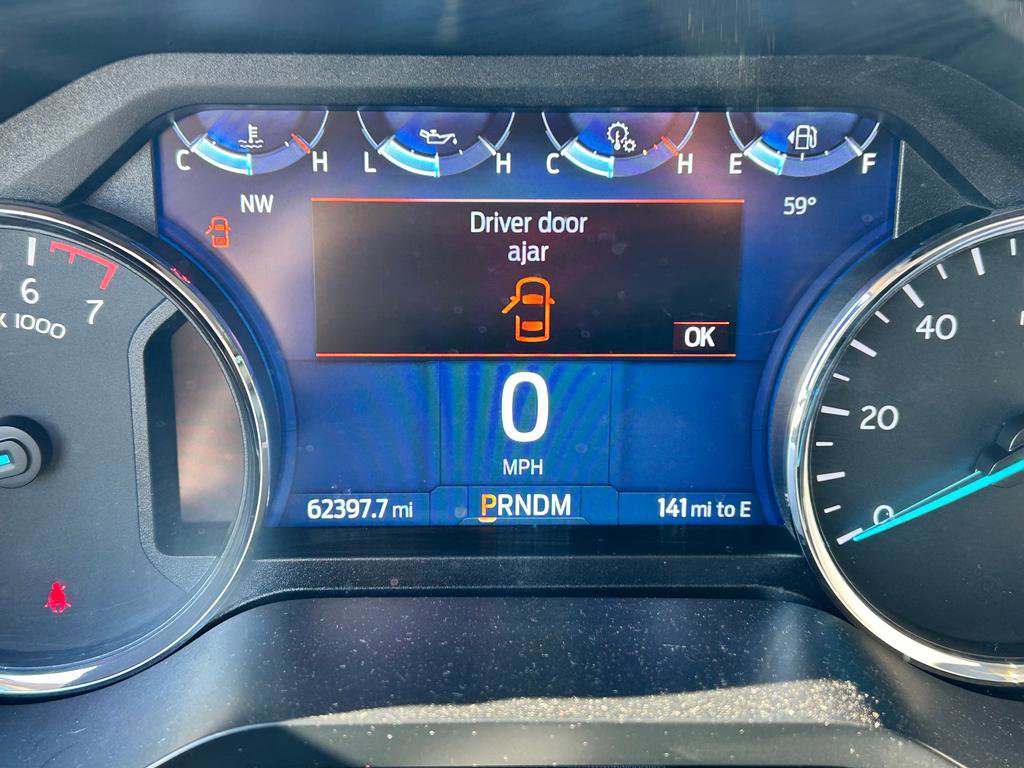 C H
L H
C H
E F
NW
59°
Driver door
ajar
OK
6
7
X 1000
40
20
0
0
MPH
62397.7 mi
PRNDM
141 mi to E